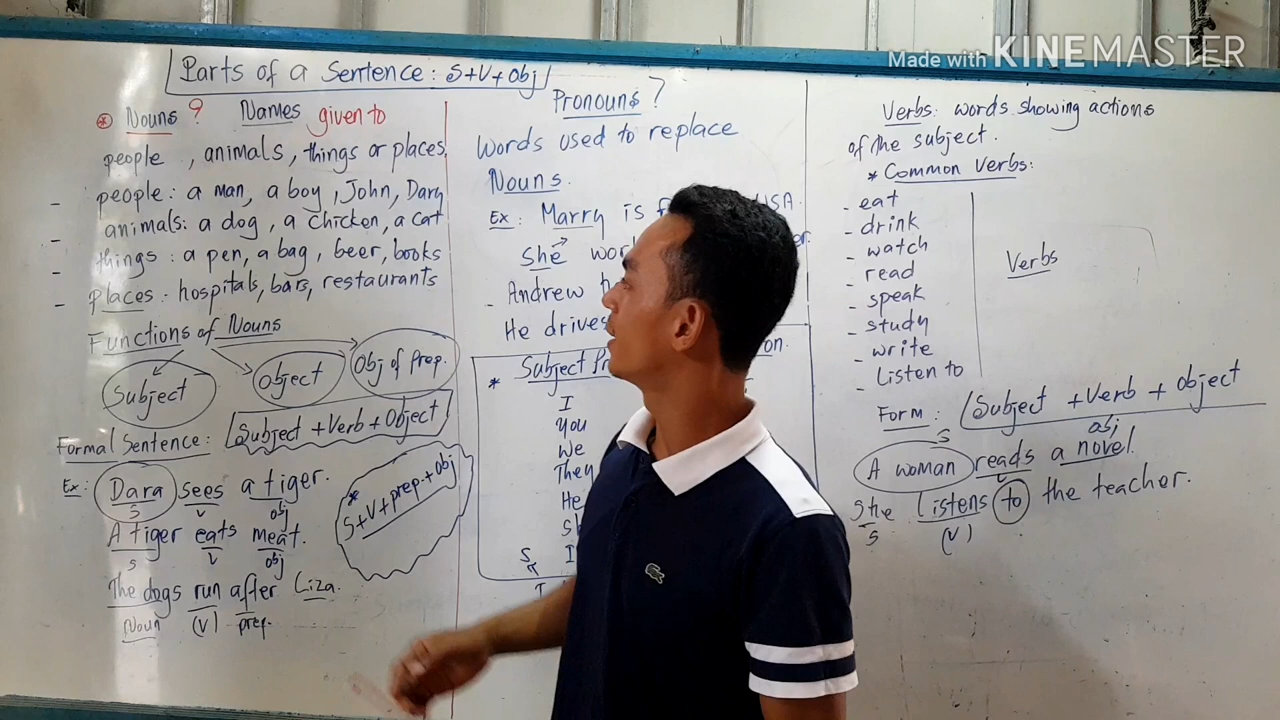 Made with KINEMASTER
Parts of a Sentence: S+V+Obj
* Nouns? Names given to
people, animals, things or places.
- people: a man, a boy, John, Dary
- animals: a dog, a chicken, a cat
- things: a pen, a bag, beer, books
- places: hospitals, bars, restaurants
Functions of Nouns
Subject
Object
Obj of Prep.
Formal Sentence: Subject + Verb + Object
Ex: Dara sees a tiger.
S V obj
A tiger eats meat.
S V obj
The dogs run after Liza.
Noun (V) prep.
* S+V+prep+obj
Pronouns?
Words used to replace
Nouns.
Ex: Marry is USA.
She
- Andrew
He drives
* Subject
I
You
We
They
He
S
Verbs: words showing actions
of the subject.
* Common Verbs:
- eat
- drink
- watch
- read
- speak
- study
- write
- Listen to
Verbs
Form: Subject + Verb + Object
S obj
A woman reads a novel.
V
She listens to the teacher.
S (V)